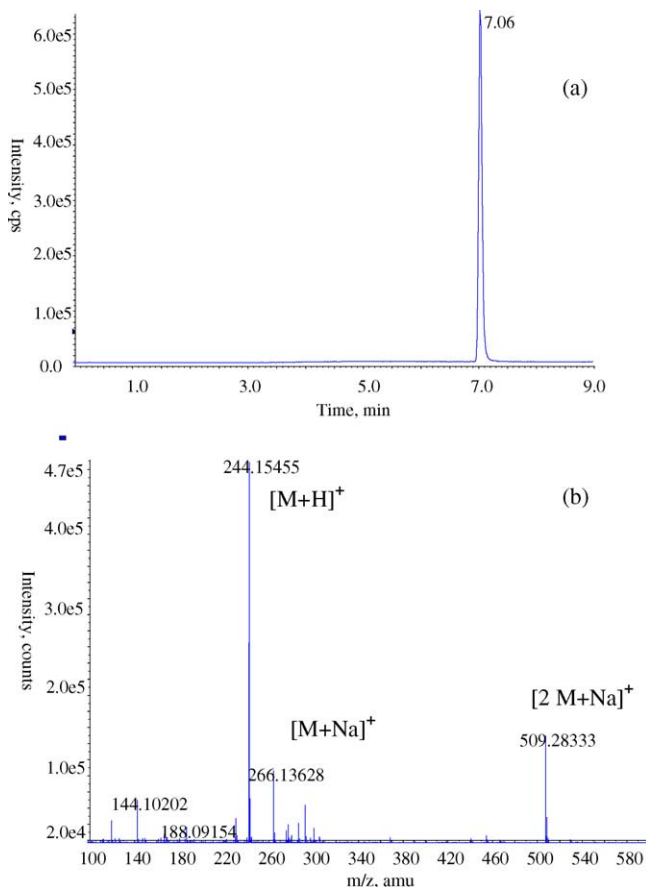 6.0e5
7.06
(a)
5.0e5
4.0e5
Intensity, cps
3.0e5
2.0e5
1.0e5
0.0
1.0 3.0 5.0 7.0 9.0
Time, min
4.7e5
244.15455
[M+H]+
(b)
4.0e5
Intensity, counts
3.0e5
2.0e5
[2 M+Na]+
[M+Na]+
509.28333
1.0e5
266.13628
144.10202
2.0e4
188.09154
100 140 180 220 260 300 340 380 420 460 500 540 580
m/z, amu